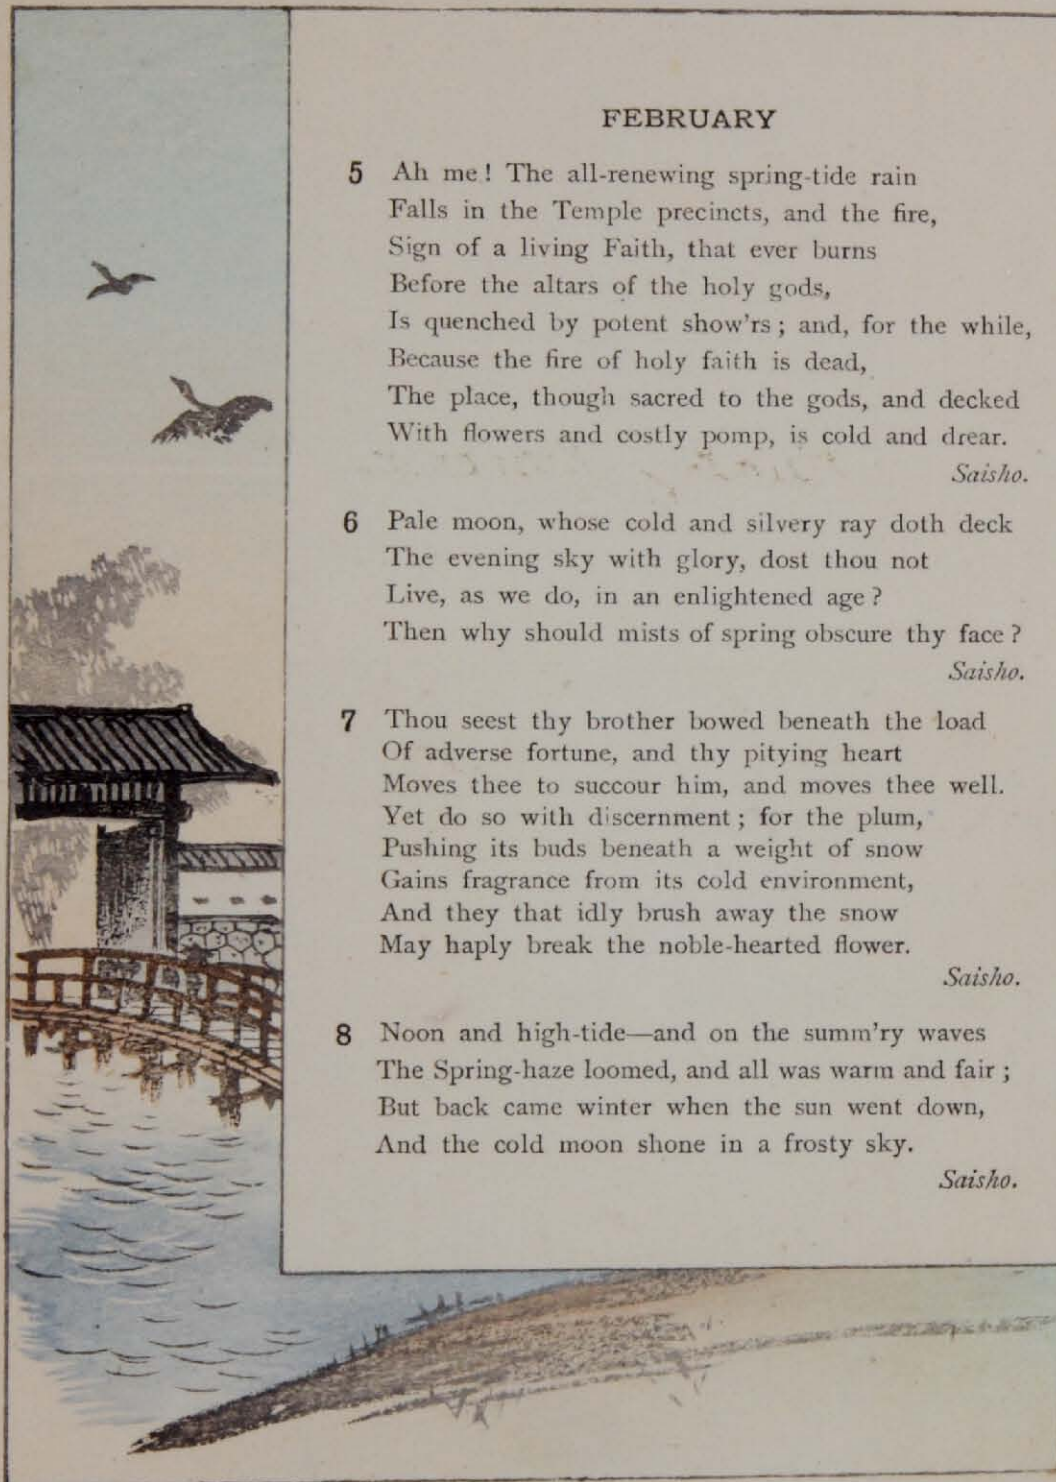 FEBRUARY
5 Ah me! The all-renewing spring-tide rain
Falls in the Temple precincts, and the fire,
Sign of a living Faith, that ever burns
Before the altars of the holy gods,
Is quenched by potent show'rs; and, for the while,
Because the fire of holy faith is dead,
The place, though sacred to the gods, and decked
With flowers and costly pomp, is cold and drear.
Saisho.
6 Pale moon, whose cold and silvery ray doth deck
The evening sky with glory, dost thou not
Live, as we do, in an enlightened age?
Then why should mists of spring obscure thy face?
Saisho.
7 Thou seest thy brother bowed beneath the load
Of adverse fortune, and thy pitying heart
Moves thee to succour him, and moves thee well.
Yet do so with discernment; for the plum,
Pushing its buds beneath a weight of snow
Gains fragrance from its cold environment,
And they that idly brush away the snow
May haply break the noble-hearted flower.
Saisho.
8 Noon and high-tide—and on the summ'ry waves
The Spring-haze loomed, and all was warm and fair;
But back came winter when the sun went down,
And the cold moon shone in a frosty sky.
Saisho.